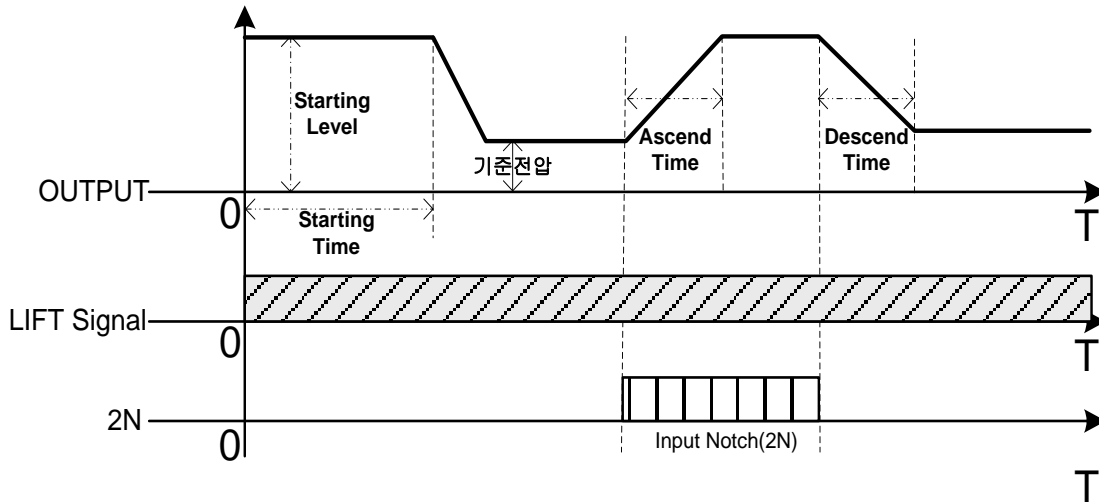 Starting
Level
Ascend
Time
Descend
Time
기준전압
OUTPUT
0
T
Starting
Time
LIFT Signal
0
T
2N
0
Input Notch(2N)
T